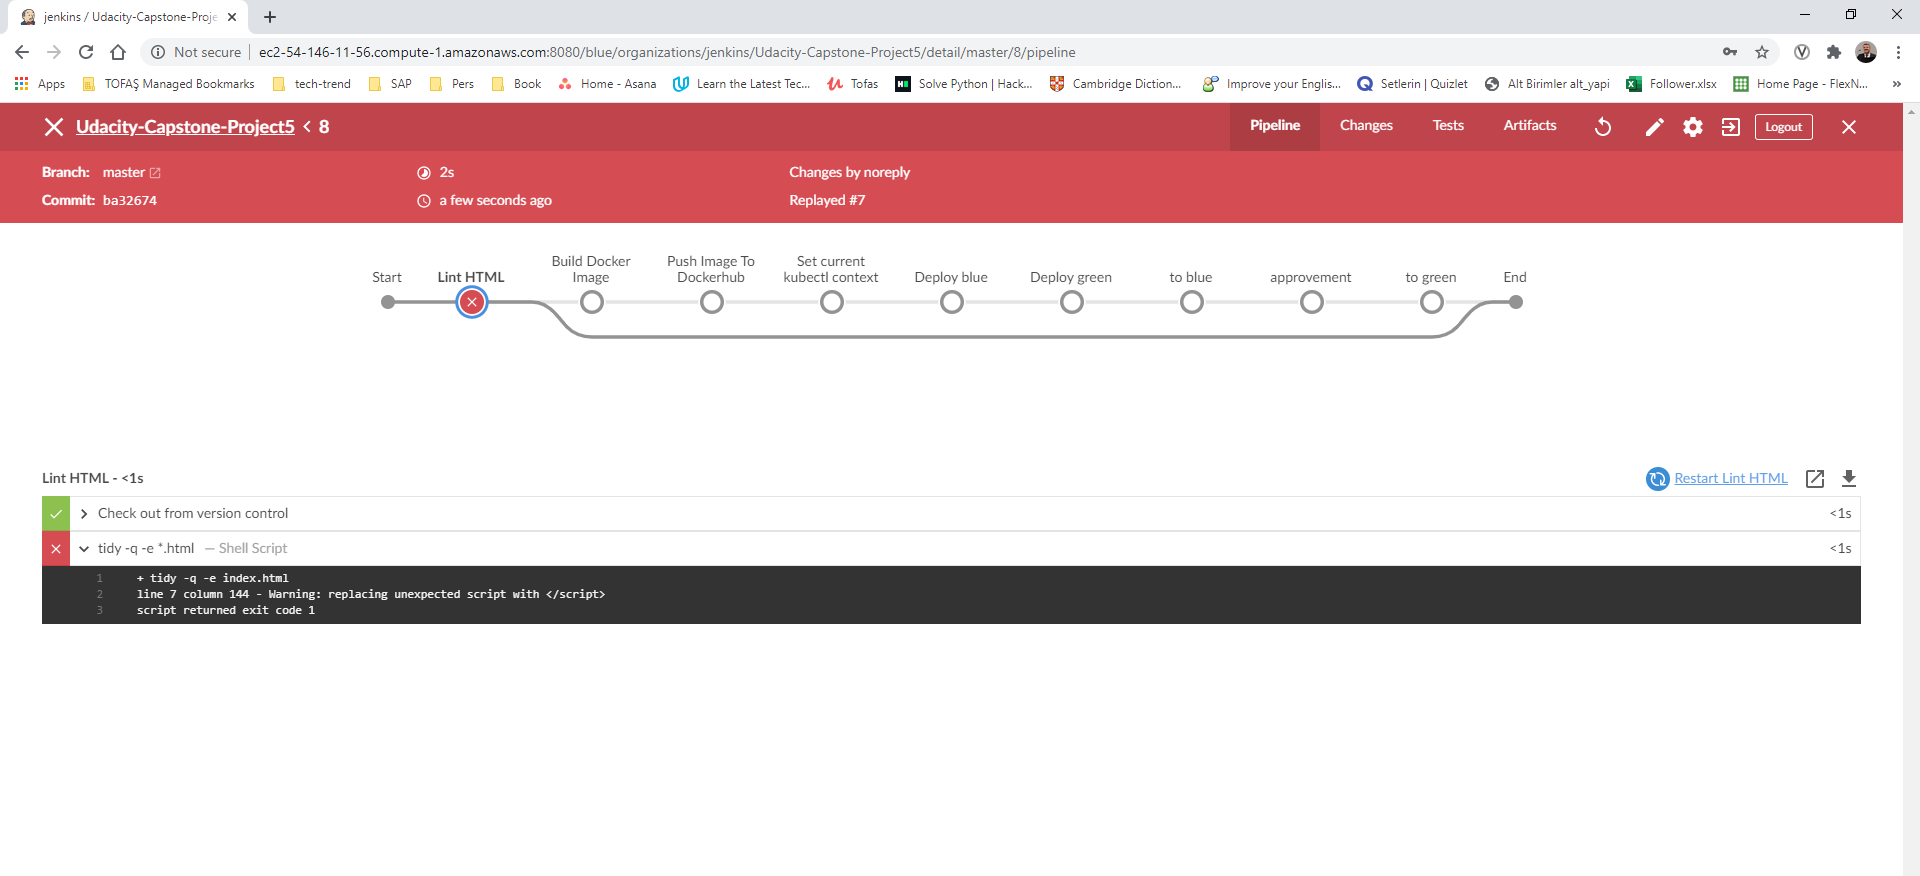 jenkins / Udacity-Capstone-Proje
Not secure ec2-54-146-11-56.compute-1.amazonaws.com:8080/blue/organizations/jenkins/Udacity-Capstone-Project5/detail/master/8/pipeline
Apps TOFAŞ Managed Bookmarks tech-trend SAP Pers Book Home - Asana Learn the Latest Tec... Tofas Solve Python | Hack... Cambridge Diction... Improve your Englis... Setlerin | Quizlet Alt Birimler alt_yapi Follower.xlsx Home Page - FlexN... »
Udacity-Capstone-Project5 < 8 Pipeline Changes Tests Artifacts Logout
Branch: master 2s Changes by noreply
Commit: ba32674 a few seconds ago Replayed #7
Start Lint HTML Build Docker Image Push Image To Dockerhub Set current kubectl context Deploy blue Deploy green to blue approvement to green End
Lint HTML - <1s Restart Lint HTML
Check out from version control <1s
tidy -q -e *.html — Shell Script <1s
1 + tidy -q -e index.html
2 line 7 column 144 - Warning: replacing unexpected script with </script>
3 script returned exit code 1